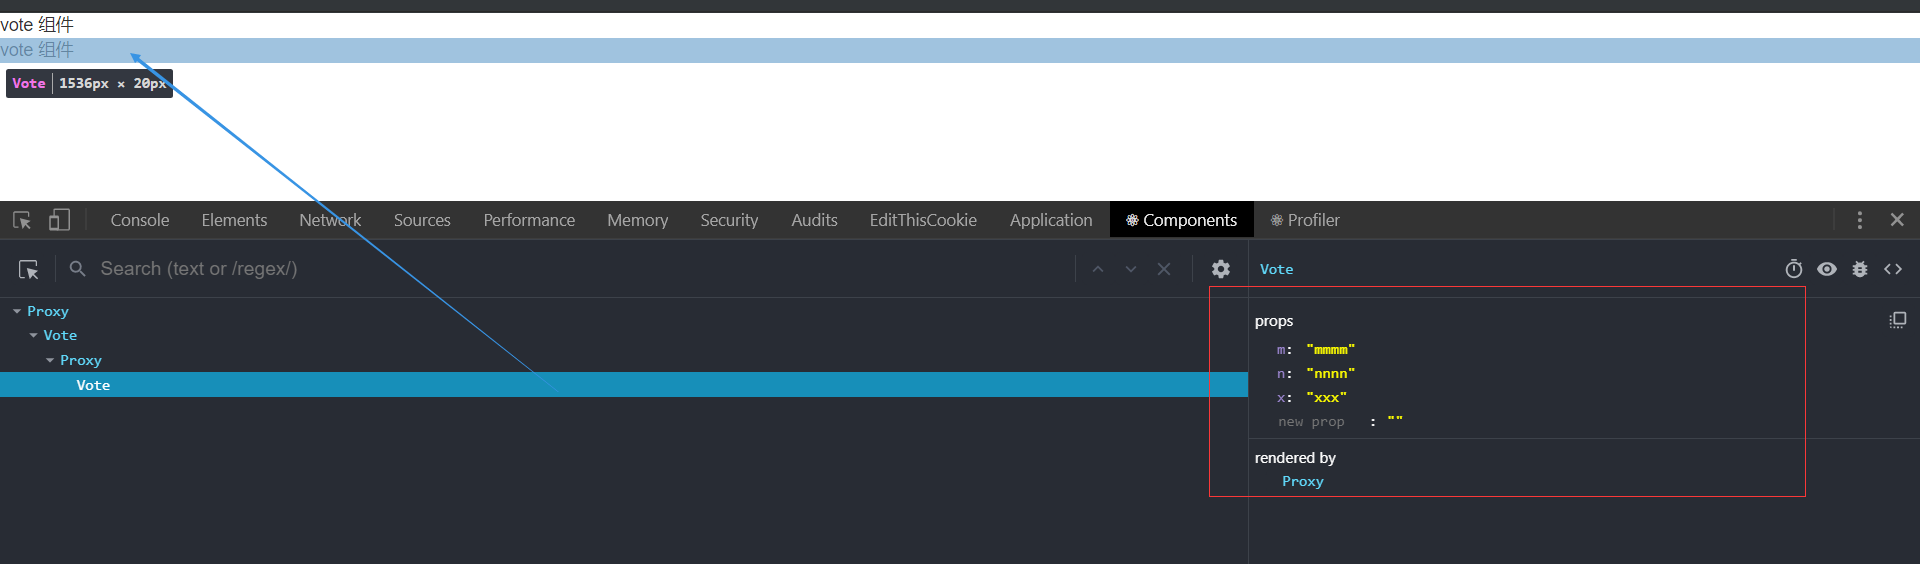 vote 组件
vote 组件
Vote 1536px × 20px
Console Elements Network Sources Performance Memory Security Audits EditThisCookie Application Components Profiler
Search (text or /regex/)
Vote
Proxy
Vote
Proxy
Vote
props
m: "mmmm"
n: "nnnn"
x: "xxx"
new prop : ""
rendered by
Proxy